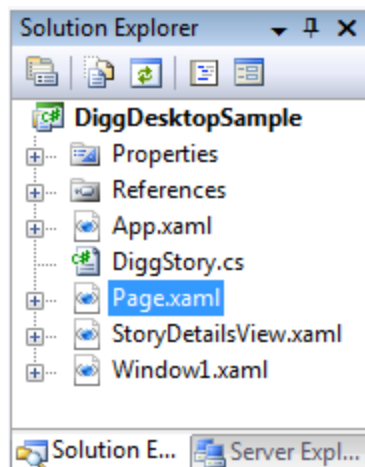 Solution Explorer
DiggDesktopSample
Properties
References
App.xaml
DiggStory.cs
Page.xaml
StoryDetailsView.xaml
Window1.xaml
Solution E... Server Expl...